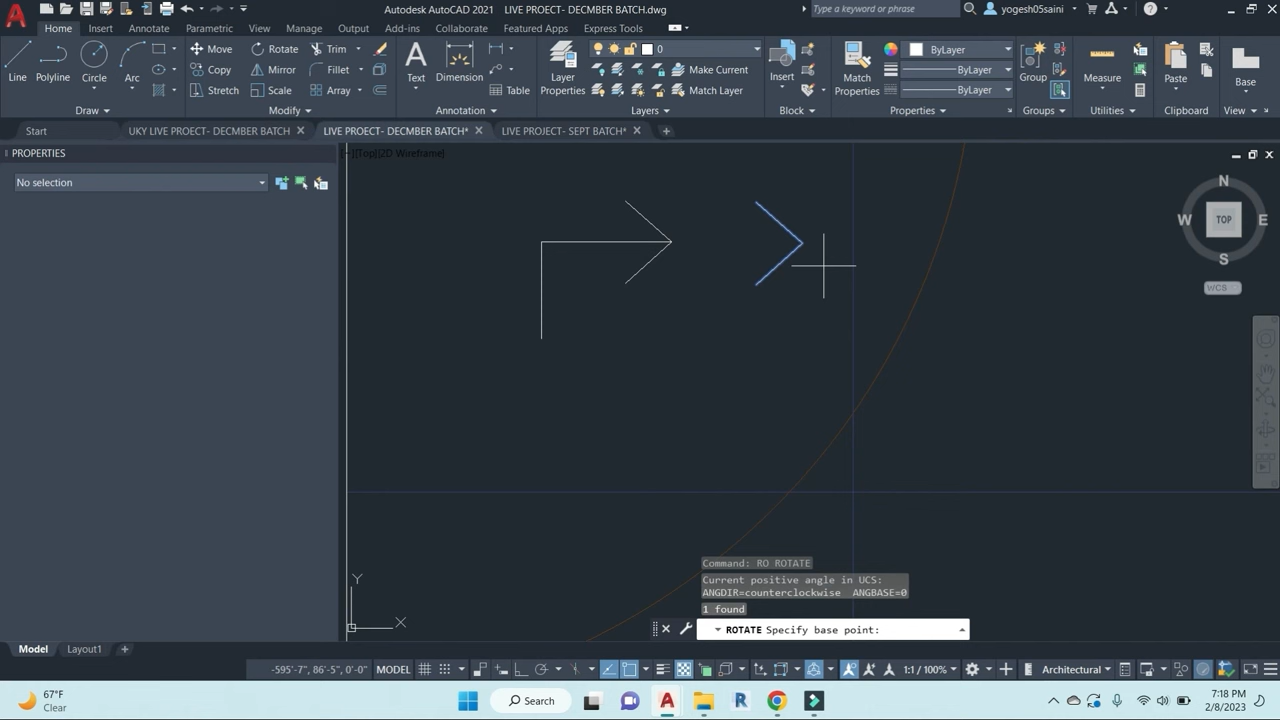 Autodesk AutoCAD 2021 LIVE PROECT- DECMBER BATCH.dwg
Type a keyword or phrase
yogesh05saini
Home Insert Annotate Parametric View Manage Output Add-ins Collaborate Featured Apps Express Tools
Line
Polyline
Circle
Arc
Draw
Move Rotate Trim
Copy Mirror Fillet
Stretch Scale Array
Modify
Text
Dimension
Table
Annotation
Layer
Properties
0
Make Current
Match Layer
Layers
Insert
Block
Match
Properties
ByLayer
ByLayer
ByLayer
Properties
Group
Groups
Measure
Utilities
Paste
Clipboard
Base
View
Start
UKY LIVE PROECT- DECMBER BATCH
LIVE PROECT- DECMBER BATCH*
LIVE PROJECT- SEPT BATCH*
PROPERTIES
No selection
[−][Top][2D Wireframe]
N
W TOP E
S
WCS
Y
X
Command: RO ROTATE
Current positive angle in UCS:
ANGDIR=counterclockwise ANGBASE=0
1 found
ROTATE Specify base point:
Model Layout1
-595'-7", 86'-5", 0'-0" MODEL
1:1 / 100%
Architectural
67°F
Clear
Search
7:18 PM
2/8/2023